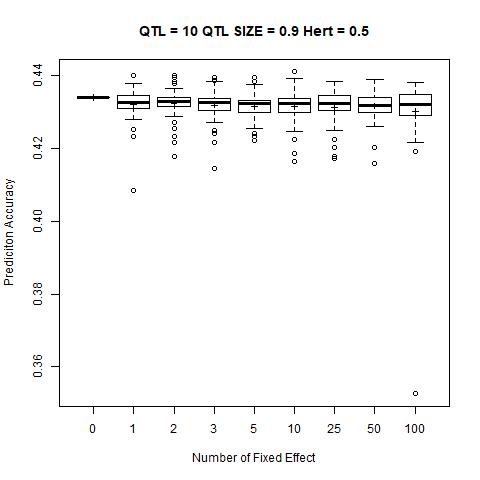 QTL = 10 QTL SIZE = 0.9 Hert = 0.5
Prediciton Accuracy
0.44
0.42
0.40
0.38
0.36
0 1 2 3 5 10 25 50 100
Number of Fixed Effect